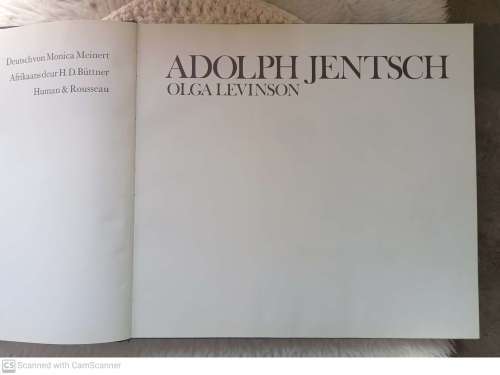 Deutsch von Monica Meinert
Afrikaans deur H. D. Büttner
Human & Rousseau
ADOLPH JENTSCH
OLGA LEVINSON
CS Scanned with CamScanner